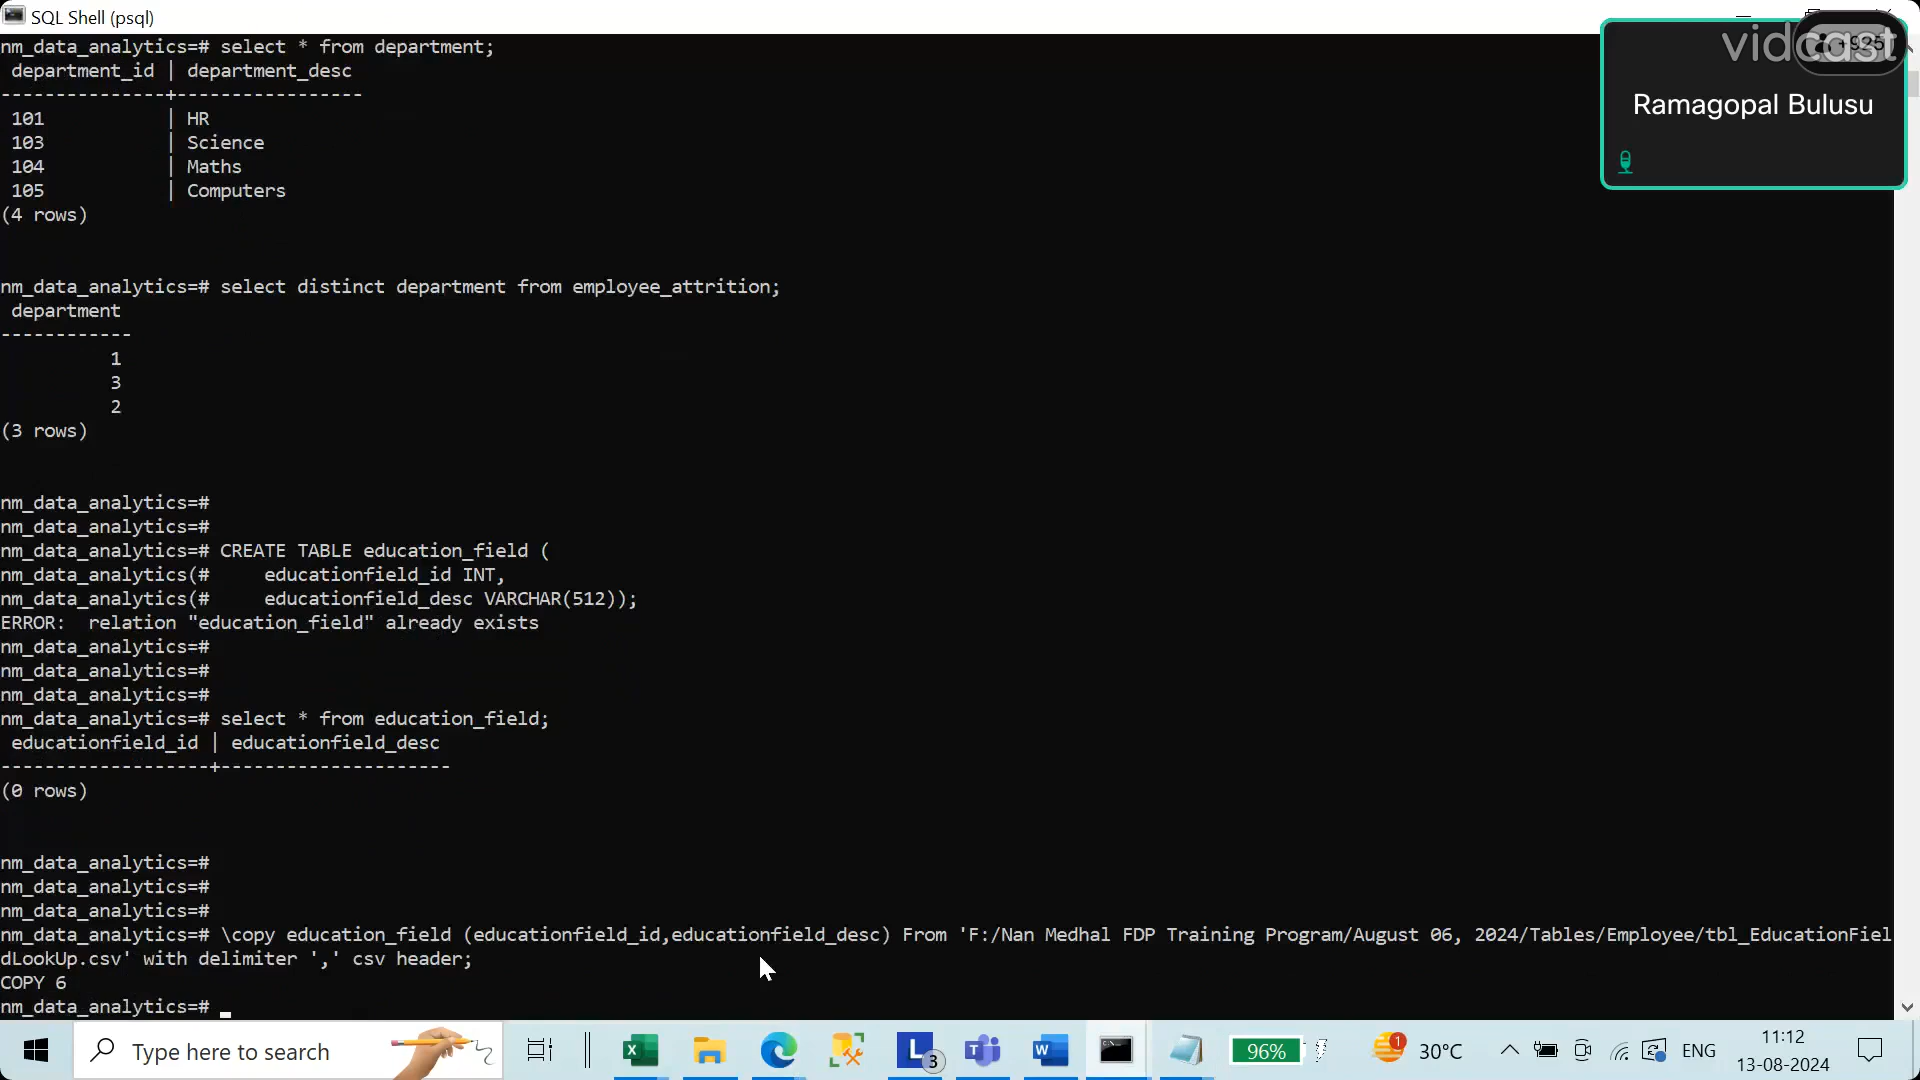 SQL Shell (psql)
nm_data_analytics=# select * from department;
department_id | department_desc
---------------+-----------------
101 | HR
103 | Science
104 | Maths
105 | Computers
(4 rows)
nm_data_analytics=# select distinct department from employee_attrition;
department
------------
1
3
2
(3 rows)
nm_data_analytics=#
nm_data_analytics=#
nm_data_analytics=# CREATE TABLE education_field (
nm_data_analytics(# educationfield_id INT,
nm_data_analytics(# educationfield_desc VARCHAR(512));
ERROR: relation "education_field" already exists
nm_data_analytics=#
nm_data_analytics=#
nm_data_analytics=#
nm_data_analytics=# select * from education_field;
educationfield_id | educationfield_desc
-------------------+---------------------
(0 rows)
nm_data_analytics=#
nm_data_analytics=#
nm_data_analytics=#
nm_data_analytics=# \copy education_field (educationfield_id,educationfield_desc) From 'F:/Nan Medhal FDP Training Program/August 06, 2024/Tables/Employee/tbl_EducationFiel
dLookUp.csv' with delimiter ',' csv header;
COPY 6
nm_data_analytics=#
vidcast
Ramagopal Bulusu
Type here to search
3
96%
1
30°C
ENG
11:12
13-08-2024